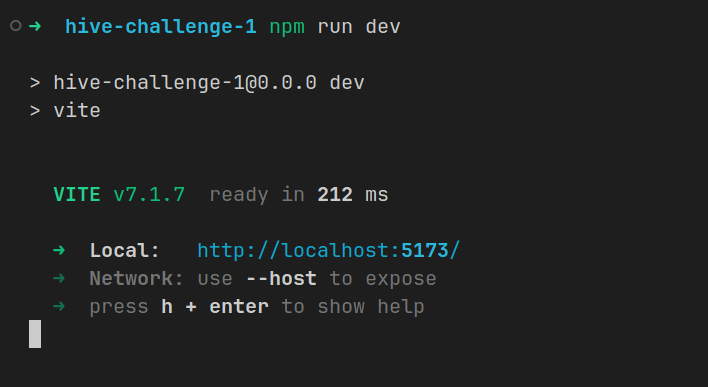 ➜ hive-challenge-1 npm run dev
> hive-challenge-1@0.0.0 dev
> vite
VITE v7.1.7 ready in 212 ms
➜ Local: http://localhost:5173/
➜ Network: use --host to expose
➜ press h + enter to show help